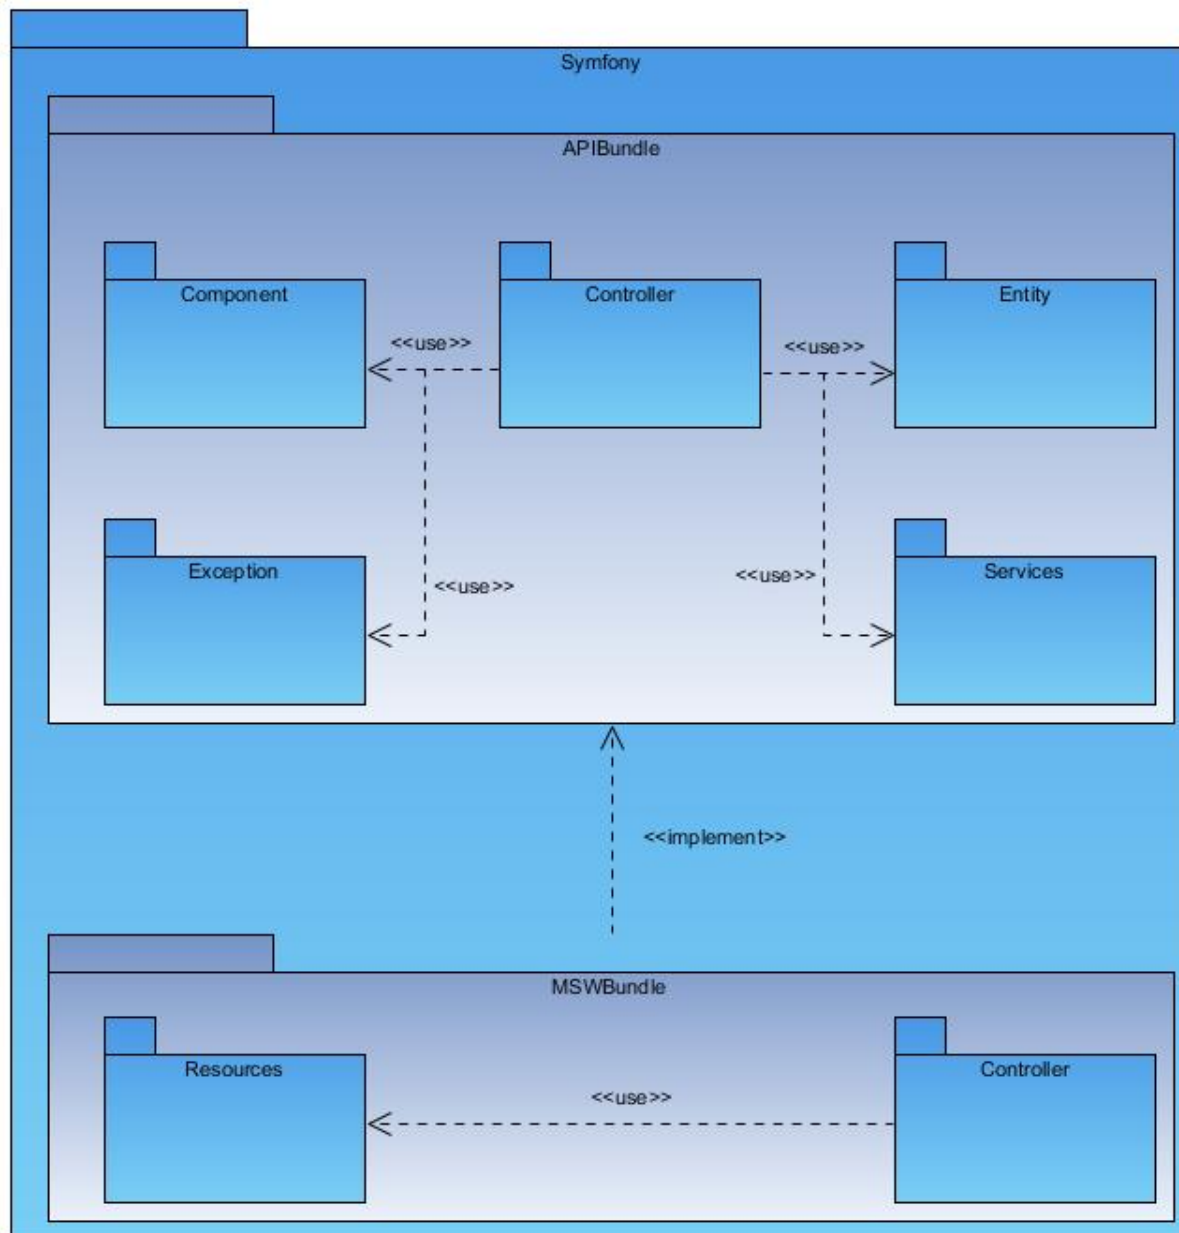 Symfony
APIBundle
Component
Controller
Entity
<<use>>
<<use>>
Exception
Services
<<use>>
<<use>>
<<implement>>
MSWBundle
Resources
Controller
<<use>>